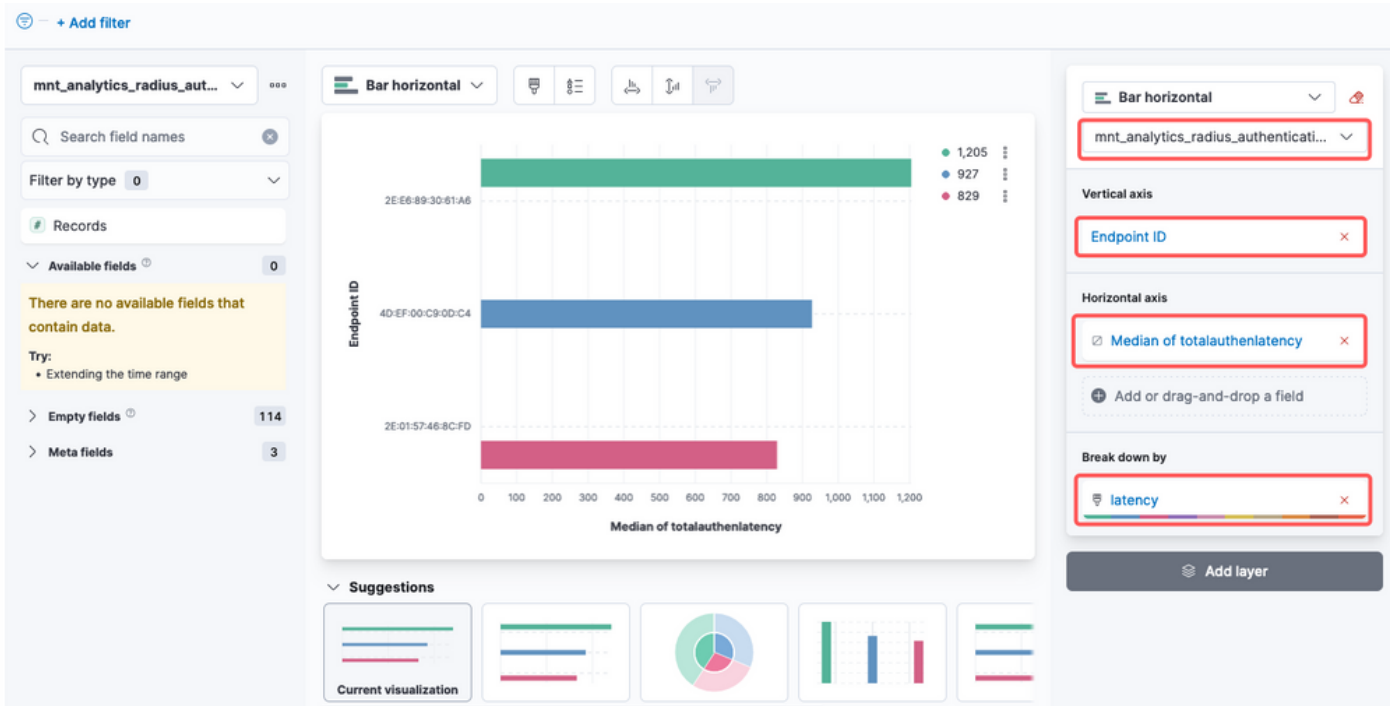 + Add filter
mnt_analytics_radius_aut...
Search field names
Filter by type 0
Records
Available fields 0
There are no available fields that
contain data.
Try:
• Extending the time range
Empty fields 114
Meta fields 3
Bar horizontal
1,205
927
829
Endpoint ID
2E:E6:89:30:61:A6
4D:EF:00:C9:0D:C4
2E:01:57:46:8C:FD
0 100 200 300 400 500 600 700 800 900 1,000 1,100 1,200
Median of totalauthenlatency
Suggestions
Current visualization
Bar horizontal
mnt_analytics_radius_authenticati...
Vertical axis
Endpoint ID
Horizontal axis
Median of totalauthenlatency
Add or drag-and-drop a field
Break down by
latency
Add layer